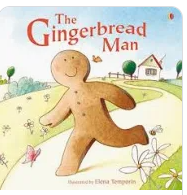 The
Gingerbread
Man
Illustrated by Elena Temporin